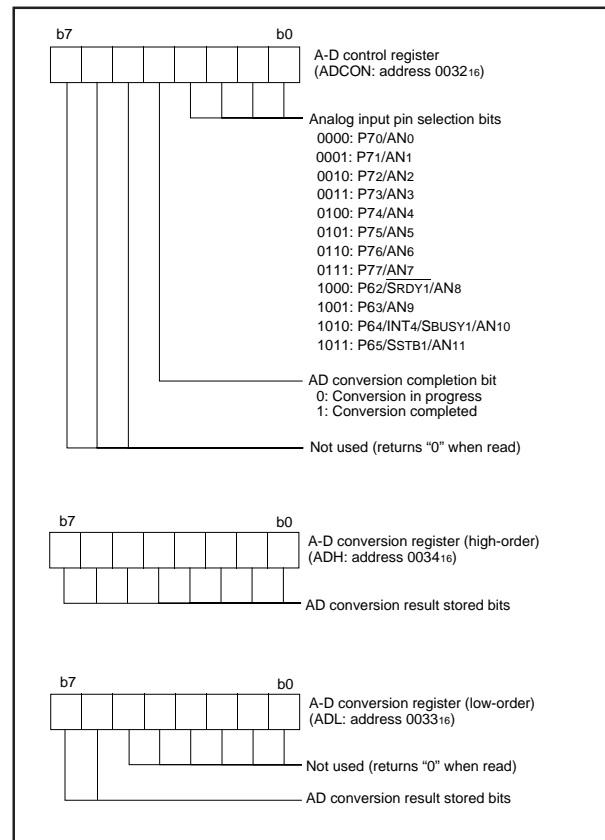 b7 b0
A-D control register
(ADCON: address 003216)
Analog input pin selection bits
0000: P70/AN0
0001: P71/AN1
0010: P72/AN2
0011: P73/AN3
0100: P74/AN4
0101: P75/AN5
0110: P76/AN6
0111: P77/AN7
1000: P62/SRDY1/AN8
1001: P63/AN9
1010: P64/INT4/SBUSY1/AN10
1011: P65/SSTB1/AN11
AD conversion completion bit
0: Conversion in progress
1: Conversion completed
Not used (returns “0” when read)
b7 b0
A-D conversion register (high-order)
(ADH: address 003416)
AD conversion result stored bits
b7 b0
A-D conversion register (low-order)
(ADL: address 003316)
Not used (returns “0” when read)
AD conversion result stored bits